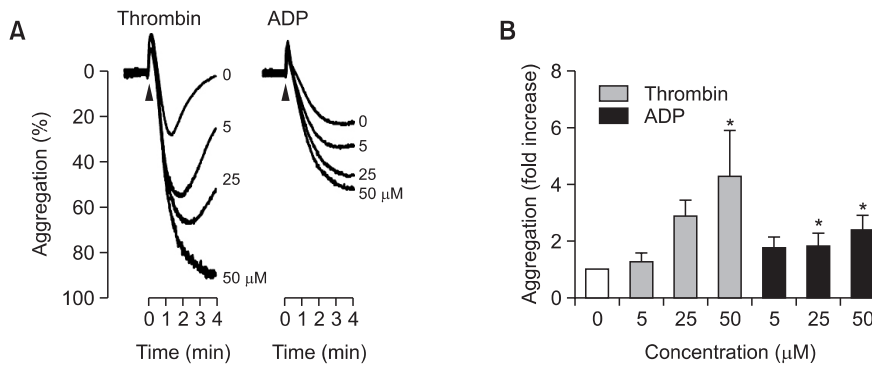 A
Thrombin
ADP
Aggregation (%)
0
20
40
60
80
100
0
5
25
50 μM
0
5
25
50 μM
0 1 2 3 4
0 1 2 3 4
Time (min)
Time (min)
B
Aggregation (fold increase)
8
6
4
2
0
Thrombin
ADP
*
*
*
0 5 25 50 5 25 50
Concentration (μM)